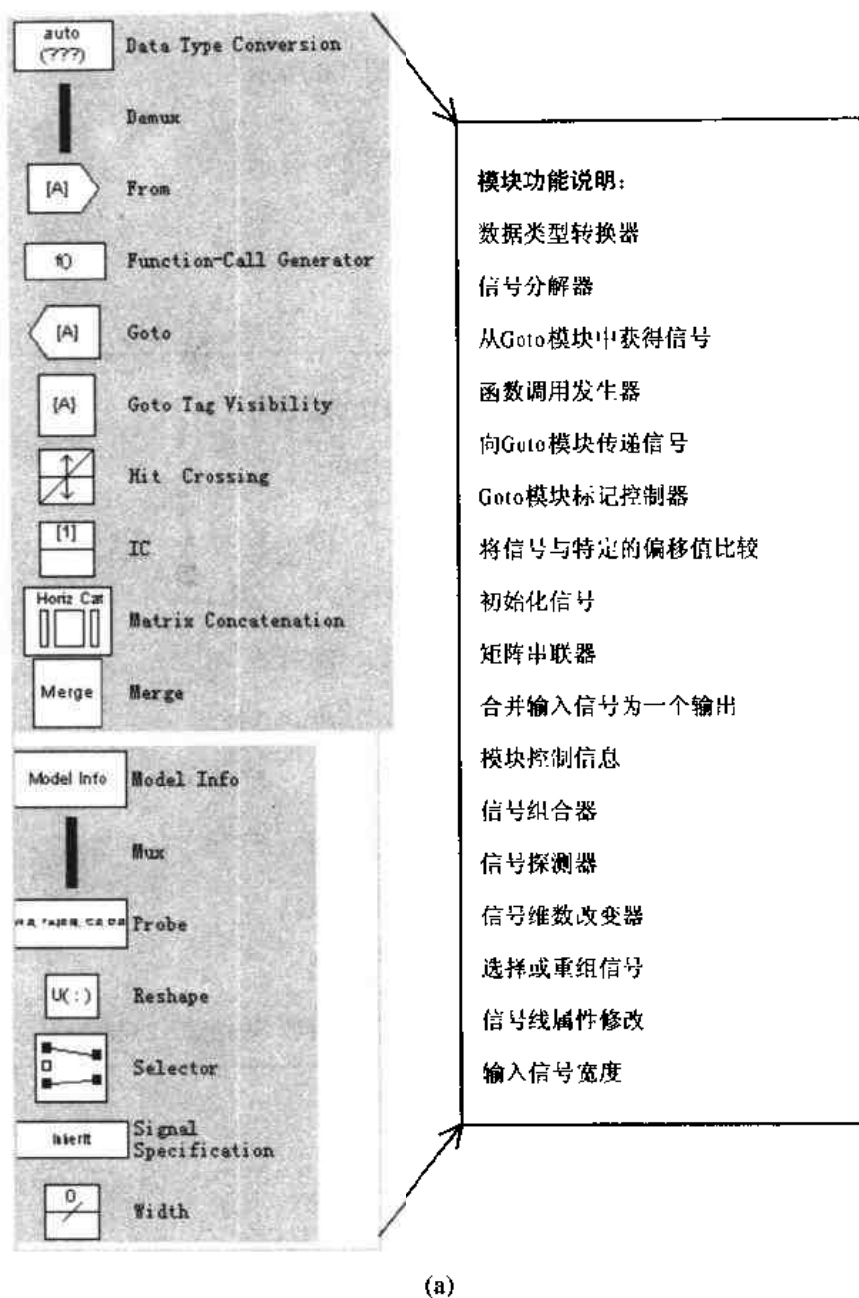 auto
(???)
Data Type Conversion
Demux
[A]
From
f()
Function-Call Generator
[A]
Goto
{A}
Goto Tag Visibility
Hit Crossing
[1]
IC
Horiz Cat
Matrix Concatenation
Merge
Merge
Model Info
Model Info
Mux
Probe
U( : )
Reshape
Selector
Inherit
Signal
Specification
0
Width
模块功能说明:
数据类型转换器
信号分解器
从Goto模块中获得信号
函数调用发生器
向Goto模块传递信号
Goto模块标记控制器
将信号与特定的偏移值比较
初始化信号
矩阵串联器
合并输入信号为一个输出
模块控制信息
信号组合器
信号探测器
信号维数改变器
选择或重组信号
信号线属性修改
输入信号宽度
(a)